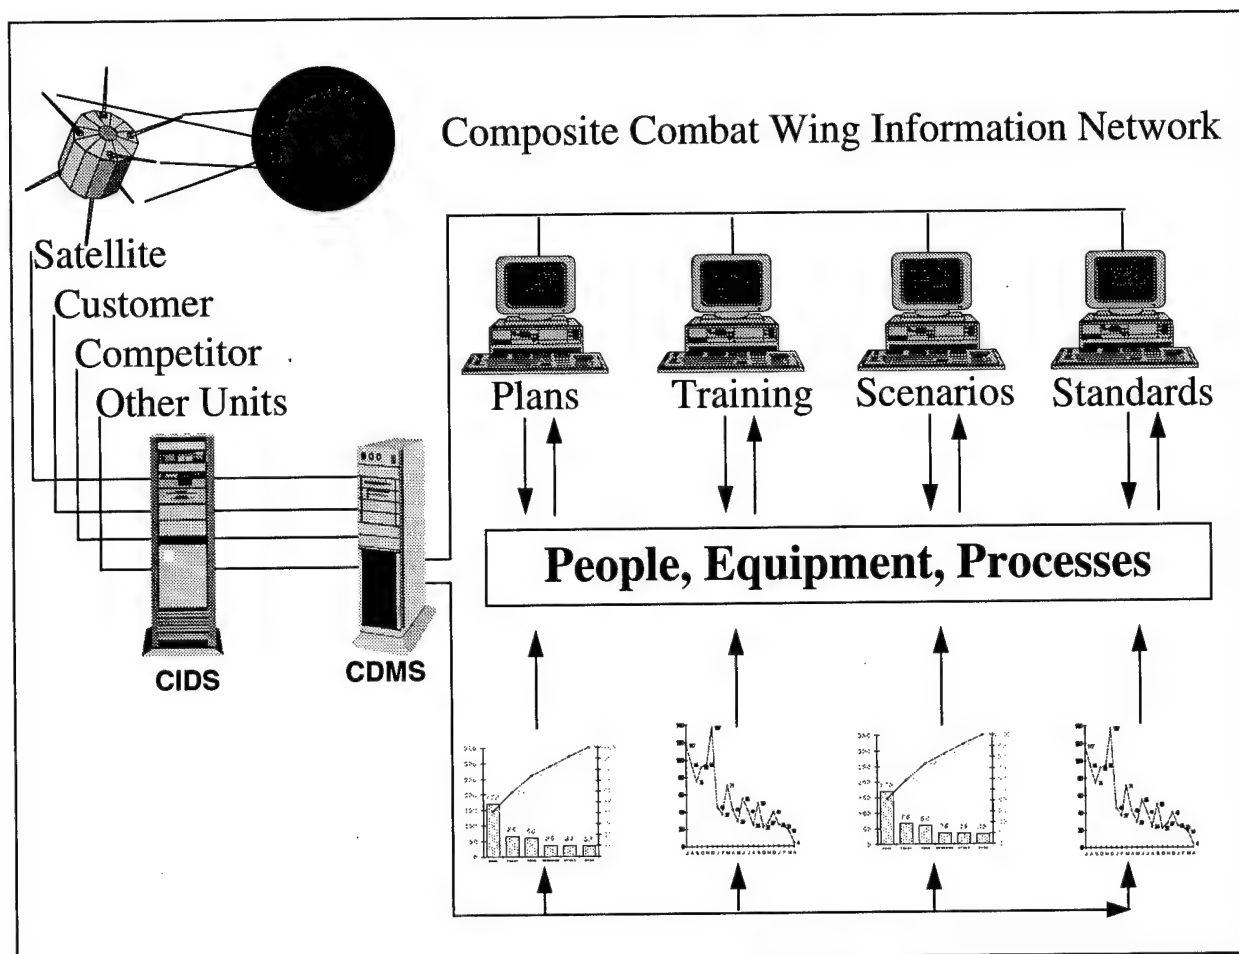 Composite Combat Wing Information Network
Satellite
Customer
Competitor
Other Units
Plans
Training
Scenarios
Standards
People, Equipment, Processes
CIDS
CDMS